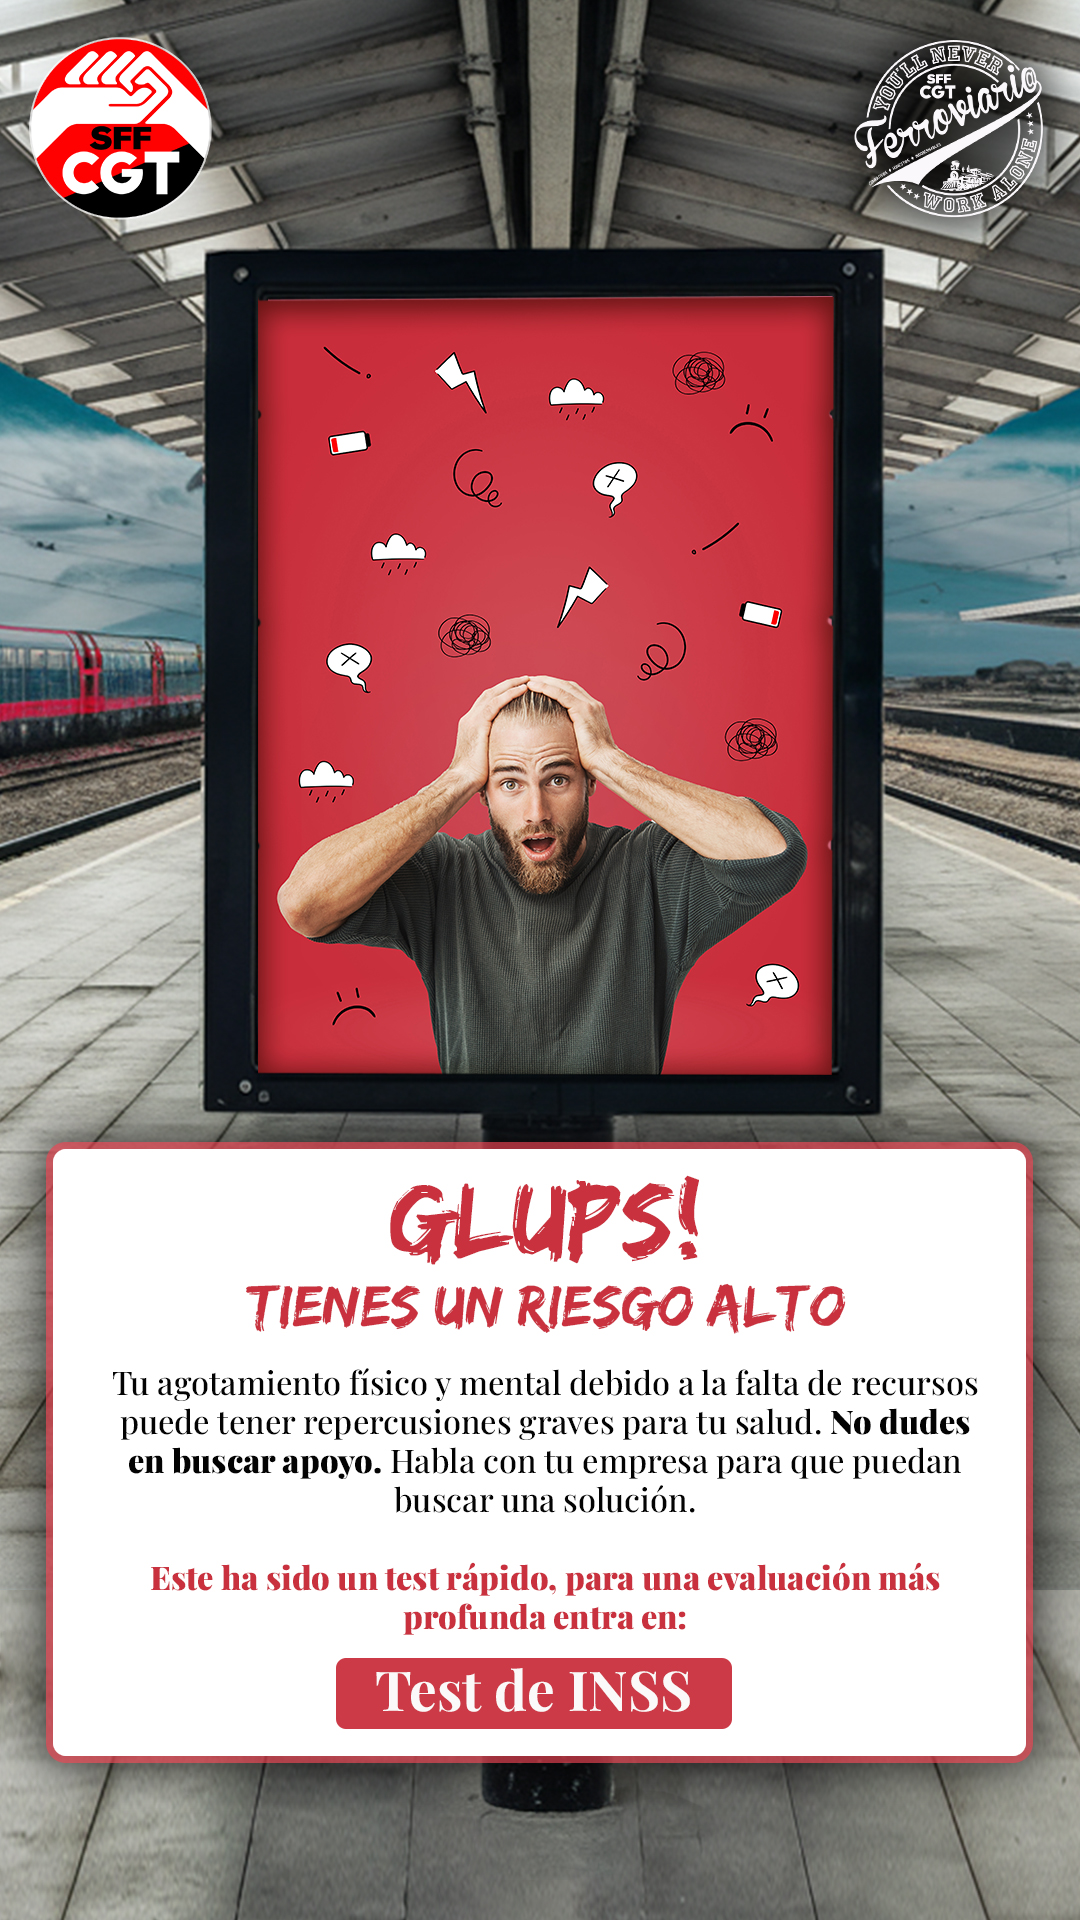 SFF
CGT
YOU'LL NEVER
SFF
CGT
Ferroviario
WORK ALONE
GLUPS!
TIENES UN RIESGO ALTO
Tu agotamiento físico y mental debido a la falta de recursos
puede tener repercusiones graves para tu salud. No dudes
en buscar apoyo. Habla con tu empresa para que puedan
buscar una solución.
Este ha sido un test rápido, para una evaluación más
profunda entra en:
Test de INSS